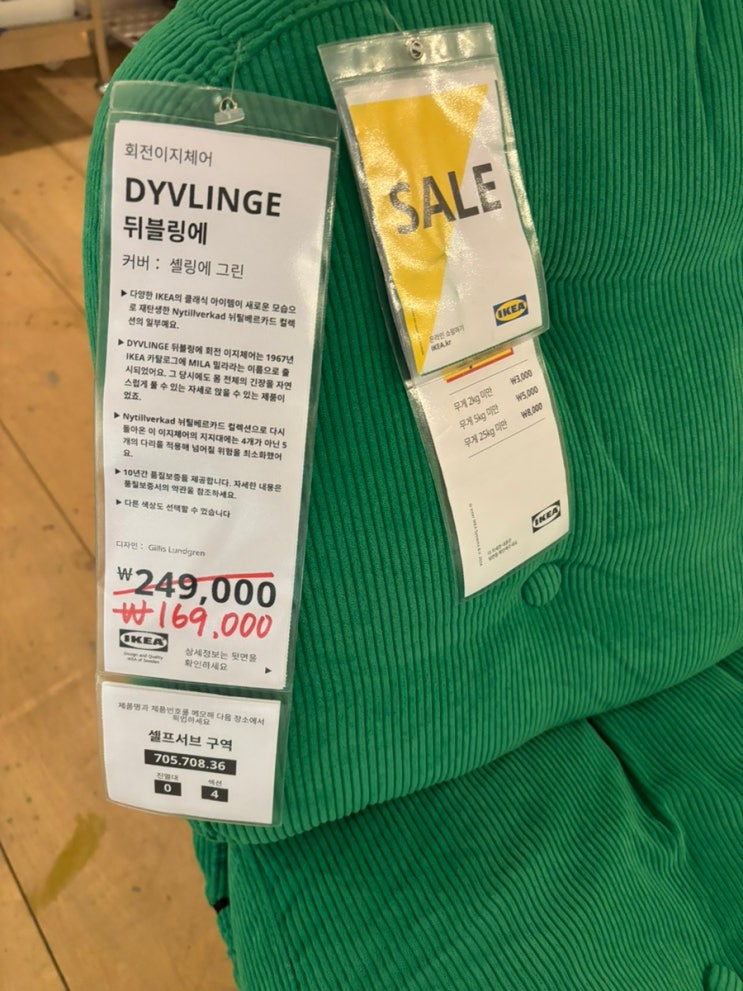 회전이지체어
DYVLINGE
뒤블링에
커버 : 셸링에 그린
▶ 다양한 IKEA의 클래식 아이템이 새로운 모습으
로 재탄생한 Nytillverkad 뉘틸베르카드 컬렉
션의 일부예요.
▶ DYVLINGE 뒤블링에 회전 이지체어는 1967년
IKEA 카탈로그에 MILA 밀라라는 이름으로 출
시되었어요. 그 당시에도 몸 전체의 긴장을 자연
스럽게 풀 수 있는 자세로 앉을 수 있는 제품이
었죠.
▶ Nytillverkad 뉘틸베르카드 컬렉션으로 다시
돌아온 이 이지체어의 지지대에는 4개가 아닌 5
개의 다리를 적용해 넘어질 위험을 최소화했어
요.
▶ 10년간 품질보증을 제공합니다. 자세한 내용은
품질보증서의 약관을 참조하세요.
▶ 다른 색상도 선택할 수 있습니다
디자인 : Gillis Lundgren
₩249,000
₩169.000
IKEA
Design and Quality
IKEA of Sweden
상세정보는 뒷면을
확인하세요 ▶
제품명과 제품번호를 메모해 다음 장소에서
픽업하세요
셀프서브 구역
705.708.36
진열대 섹션
0 4
SALE
IKEA
온라인 쇼핑하기
IKEA.kr
무게 2kg 미만 ₩3,000
무게 5kg 미만 ₩5,000
무게 25kg 미만 ₩8,000
IKEA